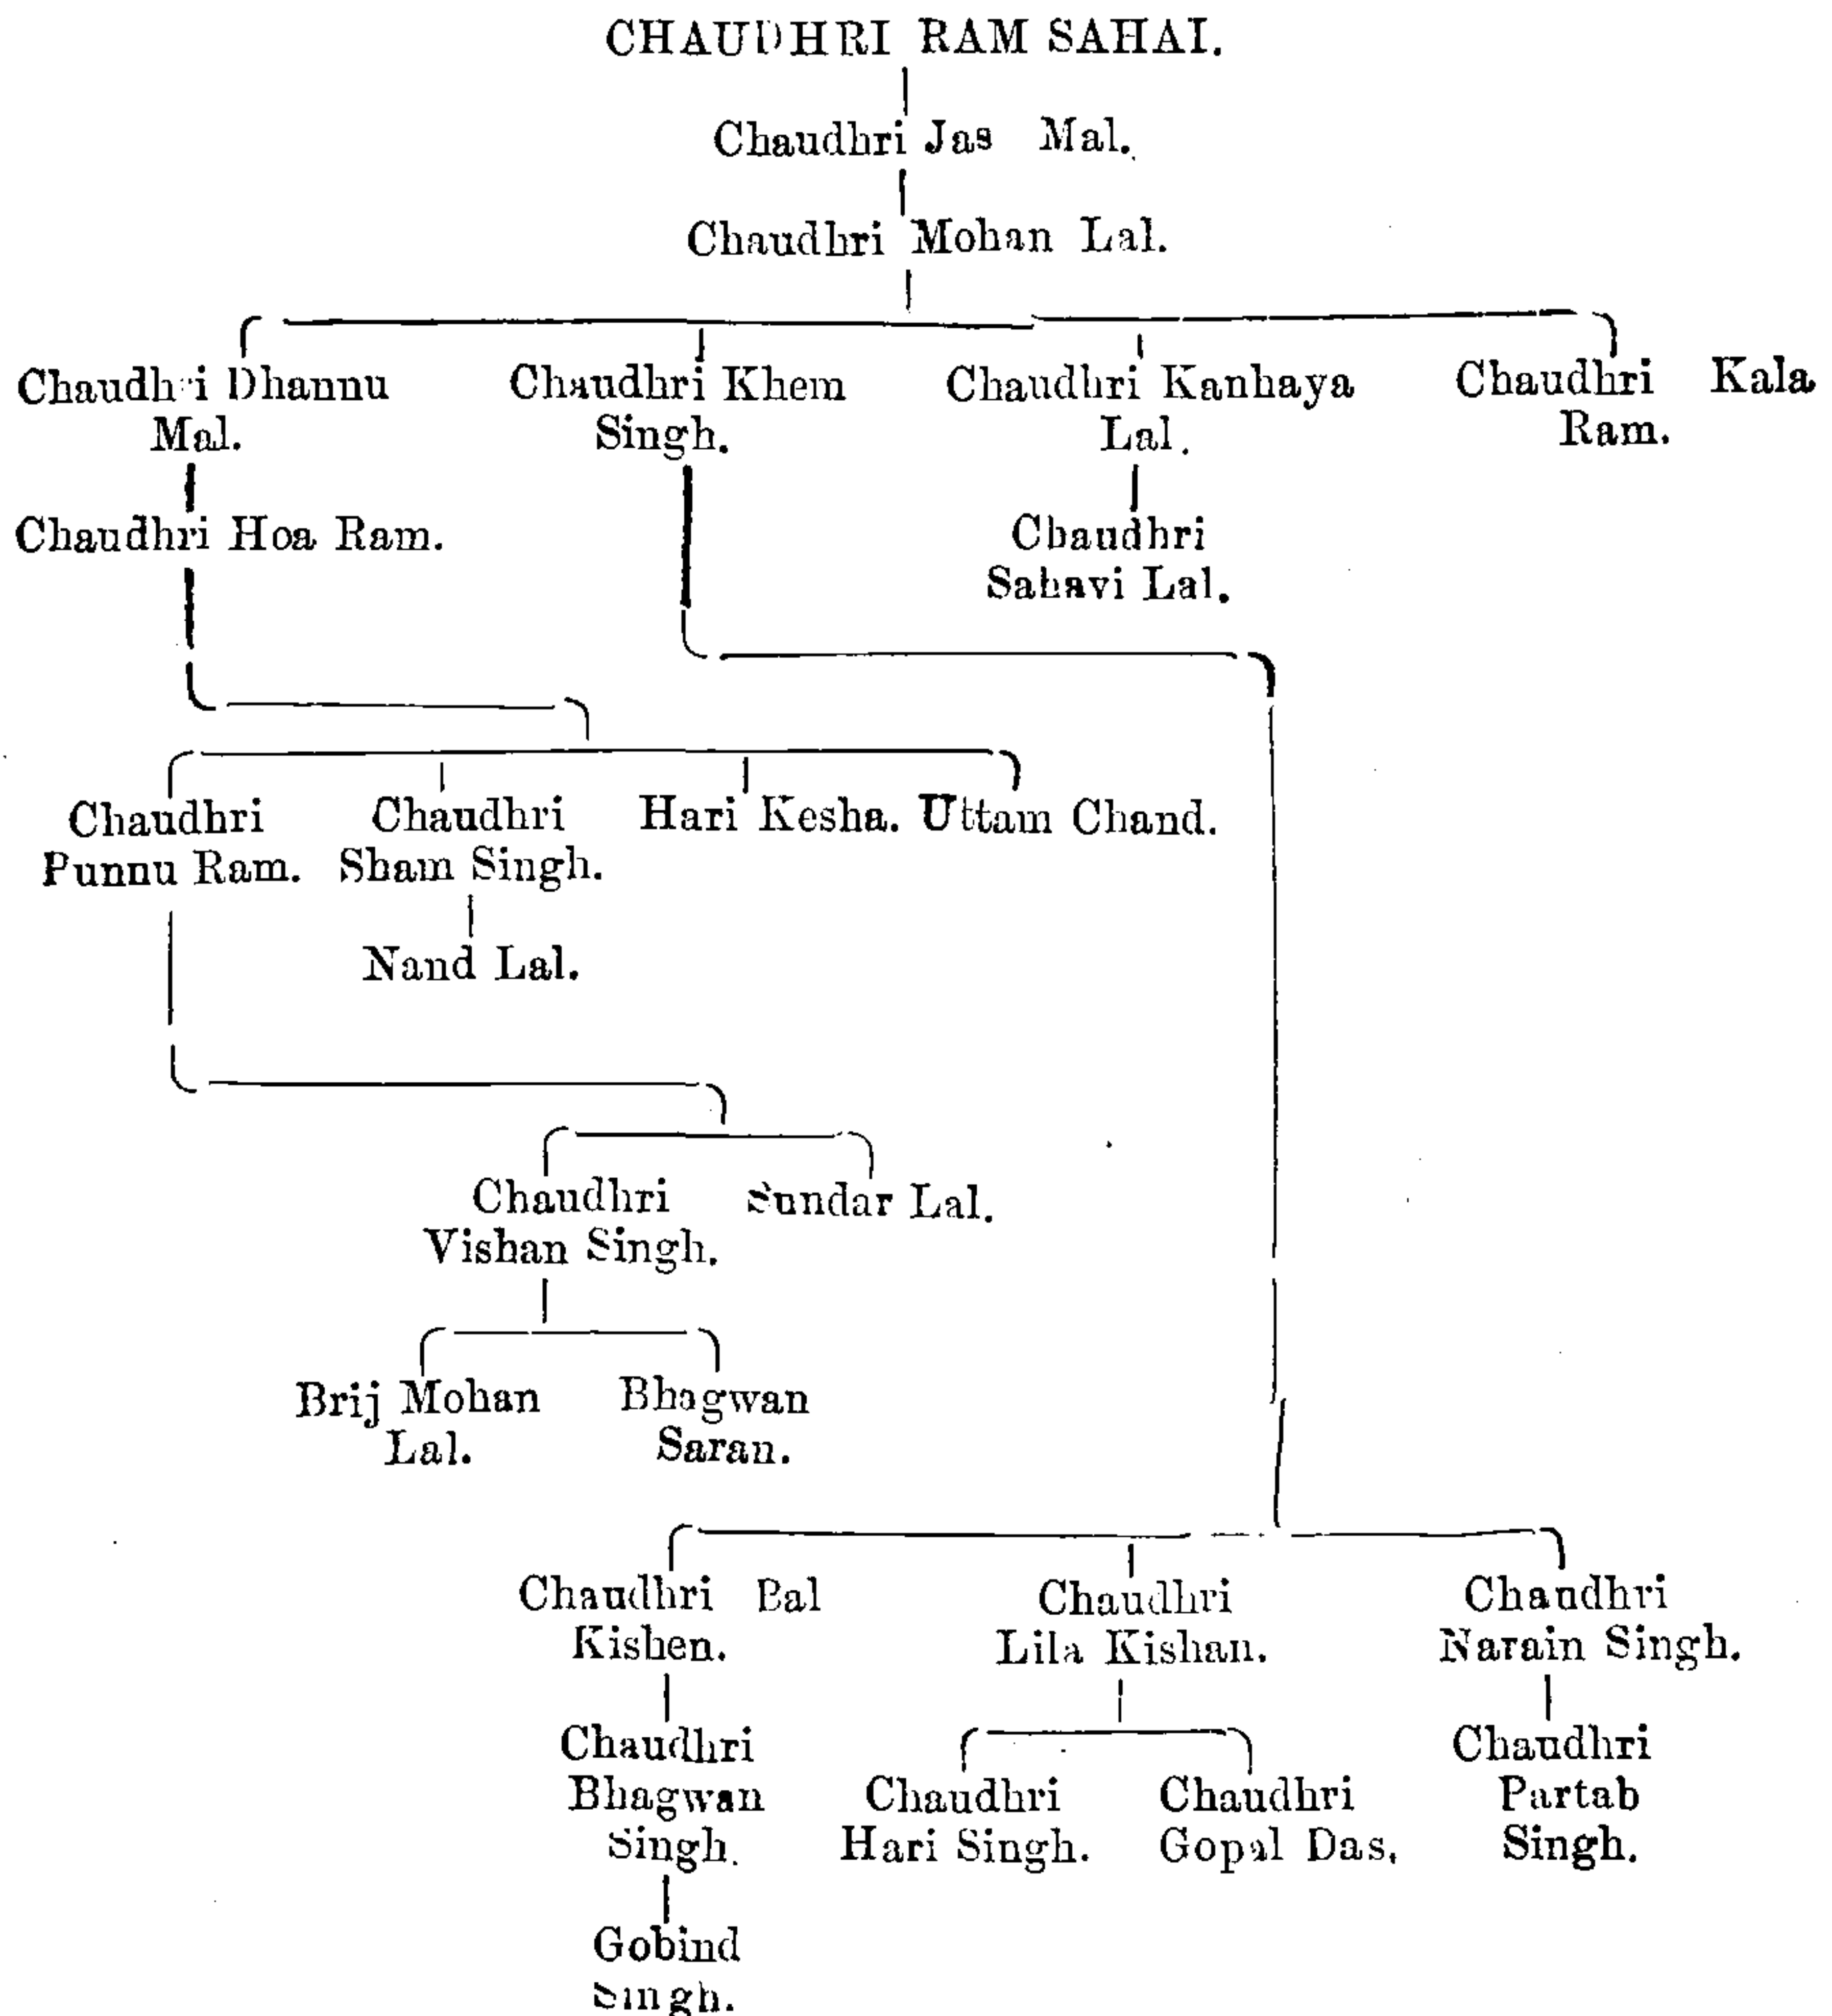 CHAUDHRI RAM SAHAI.
Chaudhri Jas Mal.
Chaudhri Mohan Lal.
Chaudhri Dhannu
Mal.
Chaudhri Khem
Singh.
Chaudhri Kanhaya
Lal.
Chaudhri Kala
Ram.
Chaudhri Hoa Ram.
Chaudhri
Sahavi Lal.
Chaudhri
Punnu Ram.
Chaudhri
Sham Singh.
Hari Kesha.
Uttam Chand.
Nand Lal.
Chaudhri
Vishan Singh.
Sundar Lal.
Brij Mohan
Lal.
Bhagwan
Saran.
Chaudhri Bal
Kishen.
Chaudhri
Lila Kishan.
Chaudhri
Narain Singh.
Chaudhri
Bhagwan
Singh.
Chaudhri
Hari Singh.
Chaudhri
Gopal Das.
Chaudhri
Partab
Singh.
Gobind
Singh.